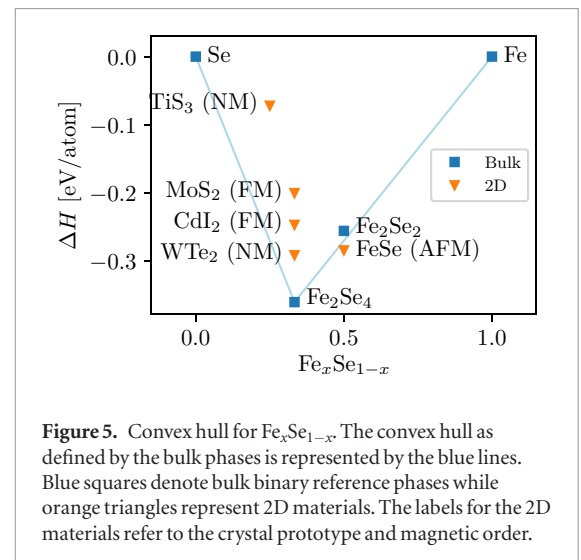 0.0
−0.1
−0.2
−0.3
ΔH [eV/atom]
Se
Fe
TiS₃ (NM)
MoS₂ (FM)
CdI₂ (FM)
WTe₂ (NM)
Bulk
2D
Fe₂Se₂
FeSe (AFM)
Fe₂Se₄
0.0 0.5 1.0
FeₓSe₁₋ₓ
Figure 5. Convex hull for FeₓSe₁₋ₓ. The convex hull as
defined by the bulk phases is represented by the blue lines.
Blue squares denote bulk binary reference phases while
orange triangles represent 2D materials. The labels for the 2D
materials refer to the crystal prototype and magnetic order.